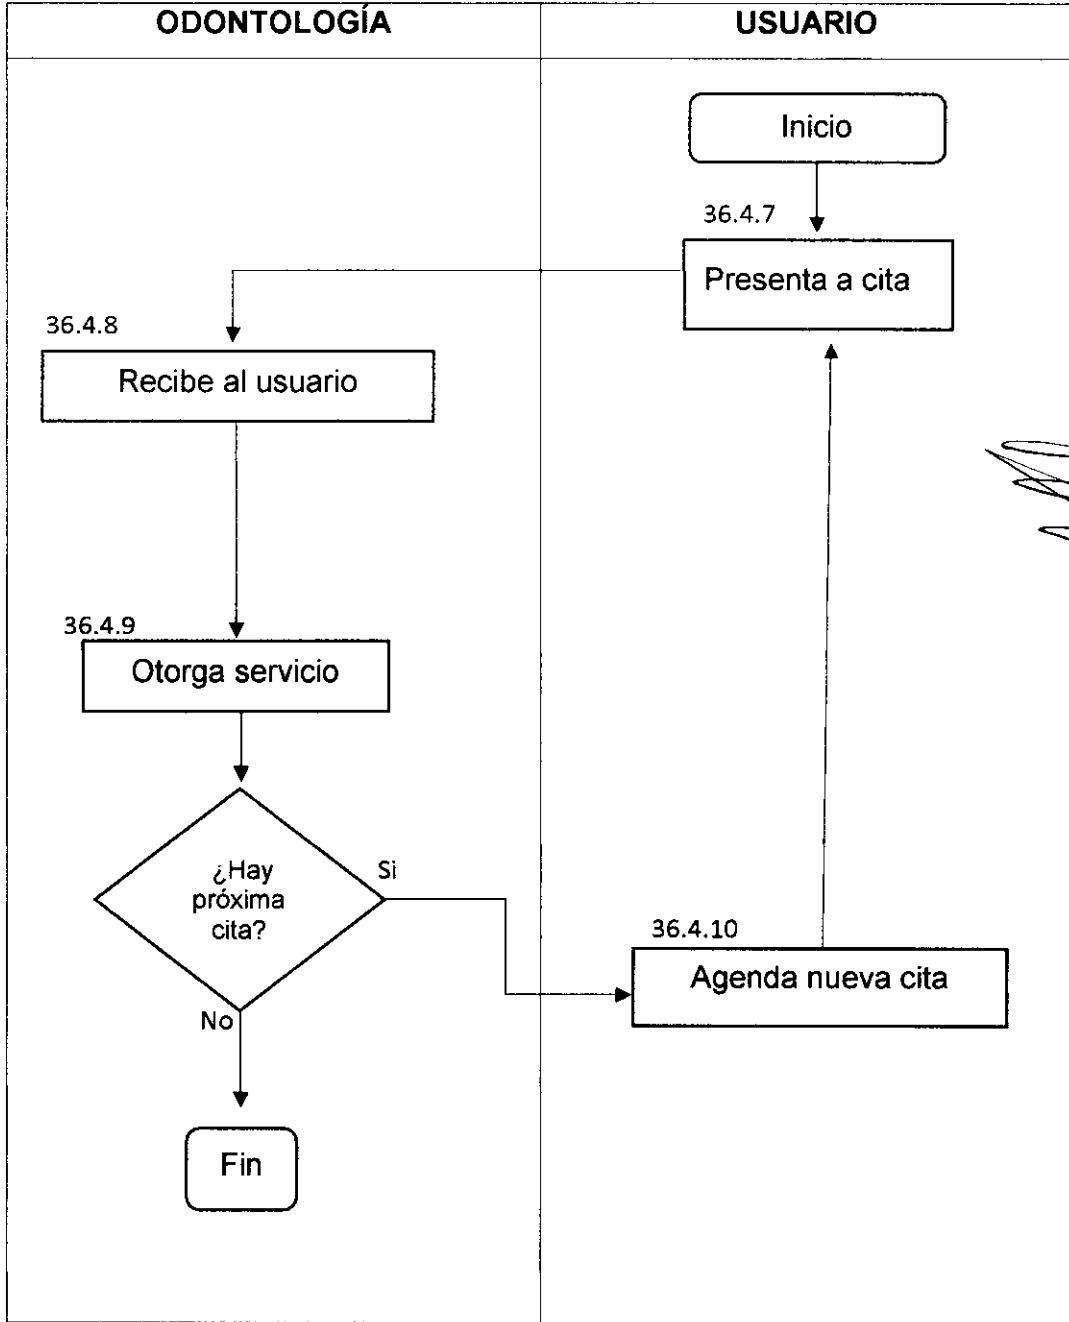 ODONTOLOGÍA
USUARIO
Inicio
36.4.7
Presenta a cita
36.4.8
Recibe al usuario
36.4.9
Otorga servicio
¿Hay
próxima
cita?
Si
36.4.10
Agenda nueva cita
No
Fin